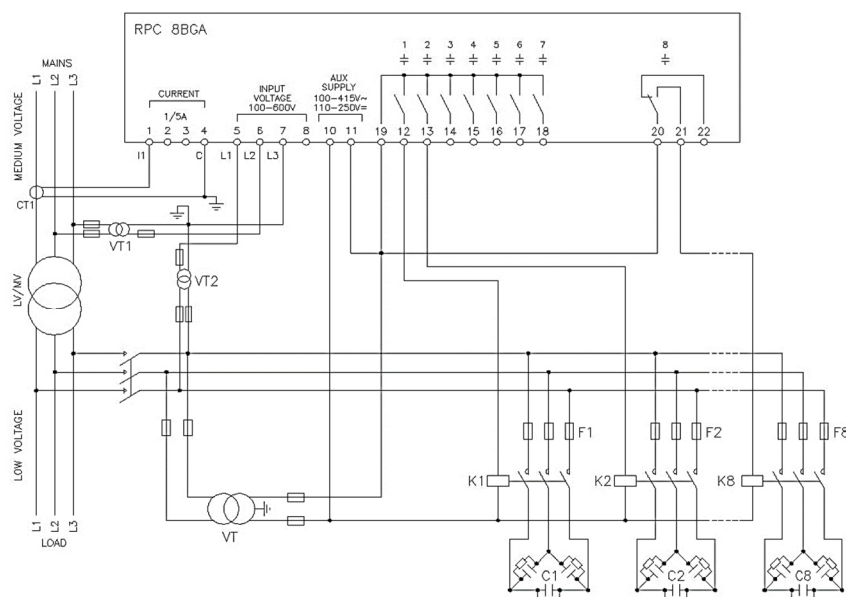 RPC 8BGA
MAINS
L1 L2 L3
MEDIUM VOLTAGE
CURRENT
1/5A
INPUT
VOLTAGE
100-600V
AUX
SUPPLY
100-415V~
110-250V=
1 2 3 4 5 6 7 8
1 2 3 4 5 6 7 8 10 11 19 12 13 14 15 16 17 18 20 21 22
I1 C L1 L2 L3
CT1
VT1
VT2
LV/MV
LOW VOLTAGE
F1 F2 F8
K1 K2 K8
VT
L1 L2 L3
LOAD
C1 C2 C8